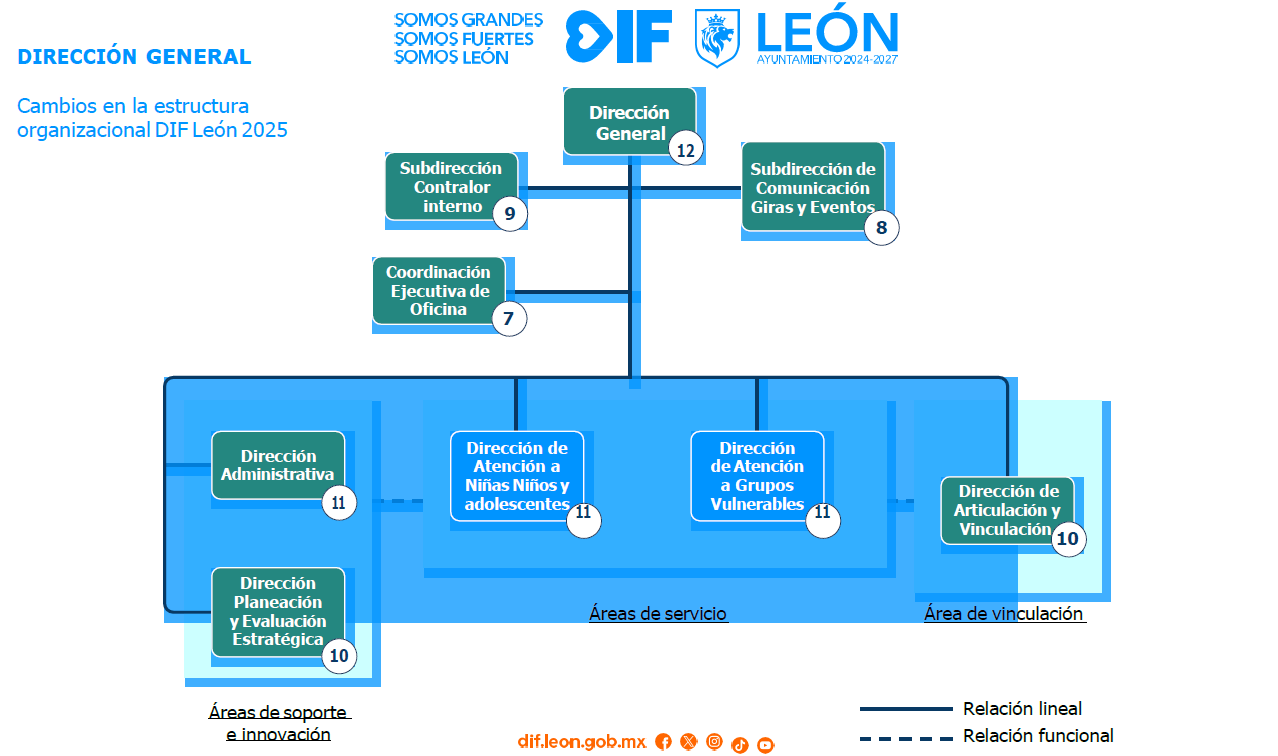 SOMOS GRANDES
SOMOS FUERTES
SOMOS LEÓN
DIF
LEÓN
AYUNTAMIENTO 2024-2027
DIRECCIÓN GENERAL
Cambios en la estructura
organizacional DIF León 2025
Dirección
General
12
Subdirección
Contralor
interno
9
Subdirección de
Comunicación
Giras y Eventos
8
Coordinación
Ejecutiva de
Oficina
7
Dirección
Administrativa
11
Dirección de
Atención a
Niñas Niños y
adolescentes
11
Dirección
de Atención
a Grupos
Vulnerables
11
Dirección de
Articulación y
Vinculación
10
Dirección
Planeación
y Evaluación
Estratégica
10
Áreas de servicio
Área de vinculación
Áreas de soporte
e innovación
Relación lineal
Relación funcional
dif.leon.gob.mx